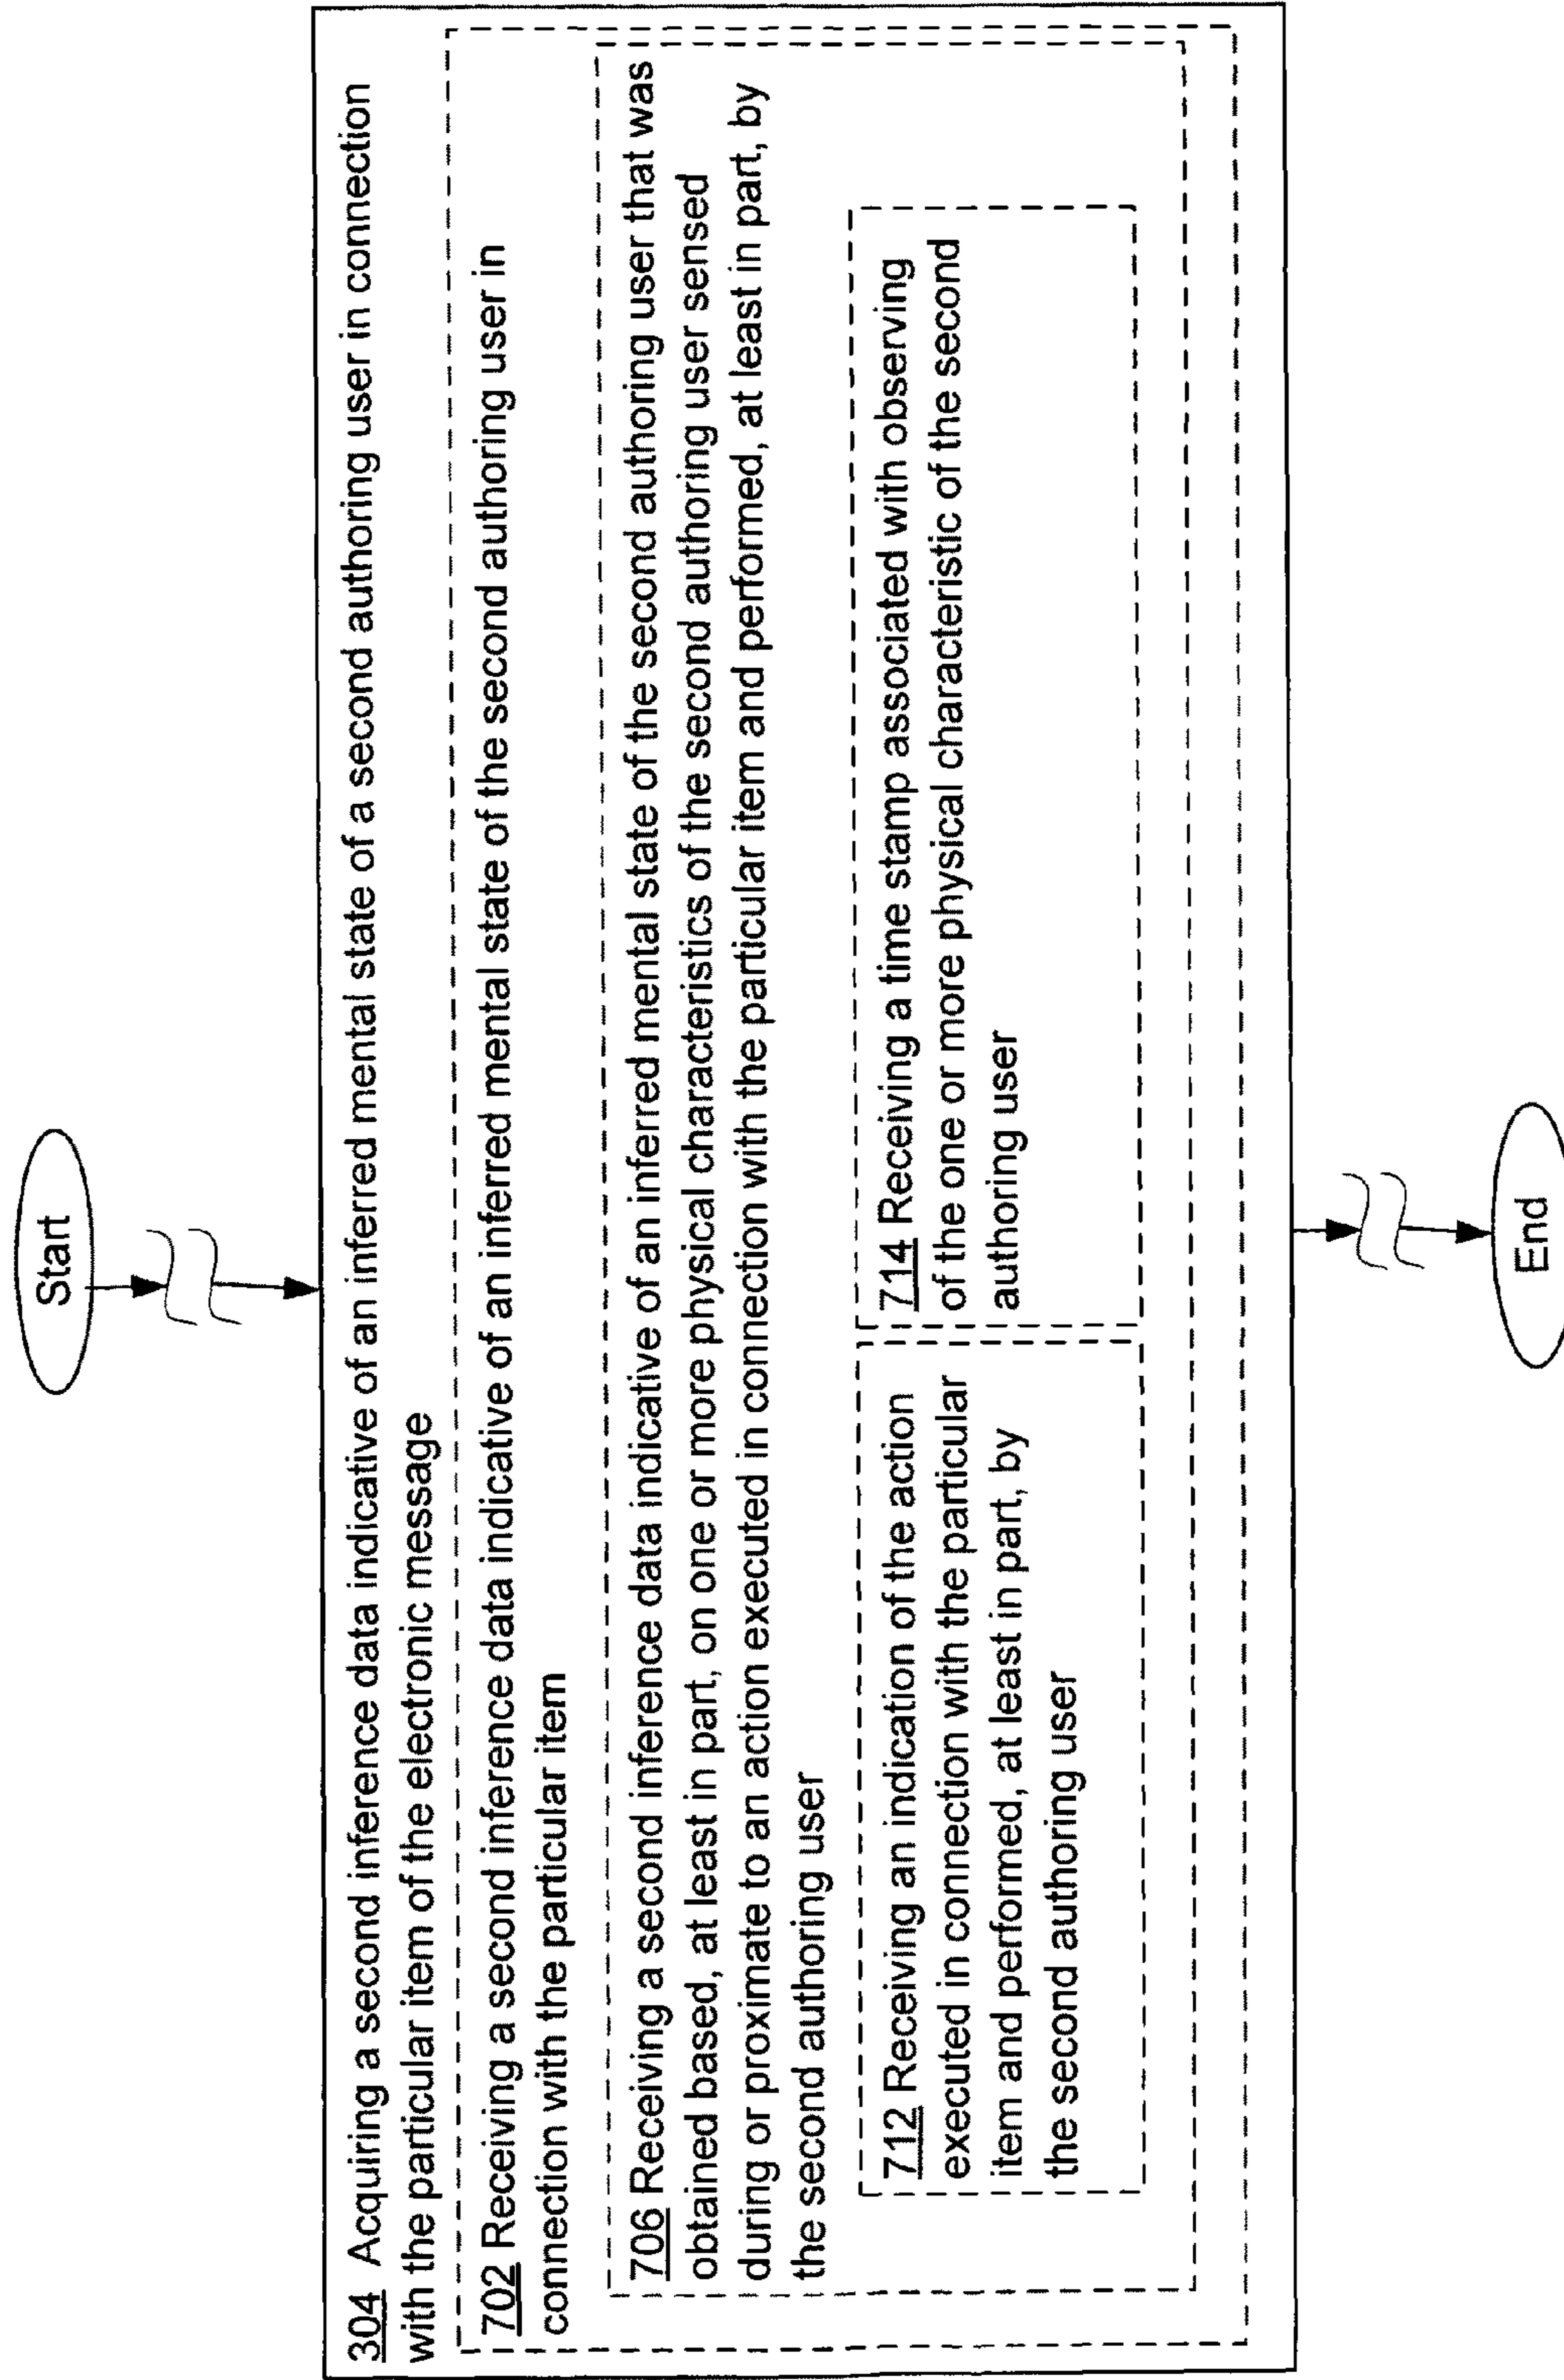 Start
304 Acquiring a second inference data indicative of an inferred mental state of a second authoring user in connection
with the particular item of the electronic message
702 Receiving a second inference data indicative of an inferred mental state of the second authoring user in
connection with the particular item
706 Receiving a second inference data indicative of an inferred mental state of the second authoring user that was
obtained based, at least in part, on one or more physical characteristics of the second authoring user sensed
during or proximate to an action executed in connection with the particular item and performed, at least in part, by
the second authoring user
712 Receiving an indication of the action
executed in connection with the particular
item and performed, at least in part, by
the second authoring user
714 Receiving a time stamp associated with observing
of the one or more physical characteristic of the second
authoring user
End